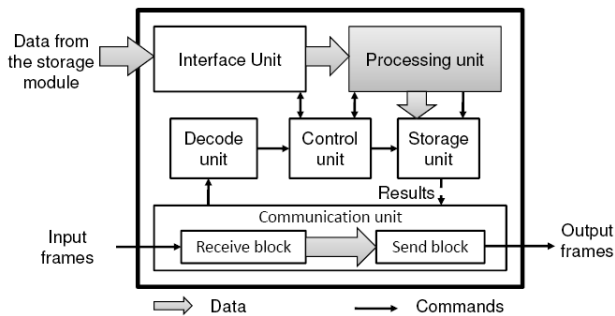 Data from
the storage
module
Interface Unit
Processing unit
Decode
unit
Control
unit
Storage
unit
Results
Communication unit
Input
frames
Receive block
Send block
Output
frames
Data
Commands